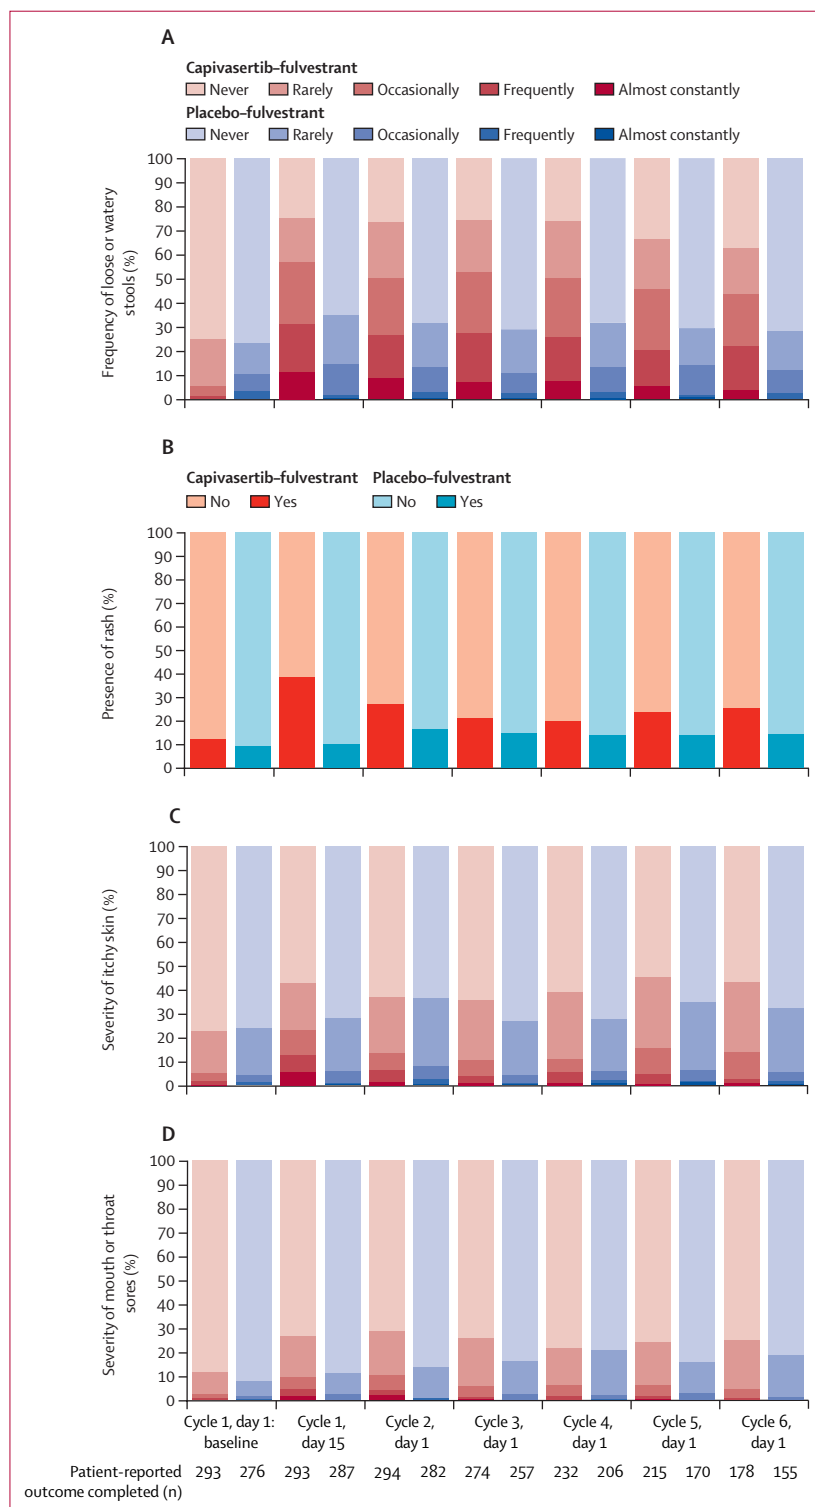 A
Capivasertib–fulvestrant
Never Rarely Occasionally Frequently Almost constantly
Placebo–fulvestrant
Never Rarely Occasionally Frequently Almost constantly
Frequency of loose or watery
stools (%)
100
90
80
70
60
50
40
30
20
10
0
B
Capivasertib–fulvestrant Placebo–fulvestrant
No Yes No Yes
Presence of rash (%)
100
90
80
70
60
50
40
30
20
10
0
C
Severity of itchy skin (%)
100
90
80
70
60
50
40
30
20
10
0
D
Severity of mouth or throat
sores (%)
100
90
80
70
60
50
40
30
20
10
0
Cycle 1, day 1: Cycle 1, Cycle 2, Cycle 3, Cycle 4, Cycle 5, Cycle 6,
baseline day 15 day 1 day 1 day 1 day 1 day 1
Patient-reported 293 276 293 287 294 282 274 257 232 206 215 170 178 155
outcome completed (n)